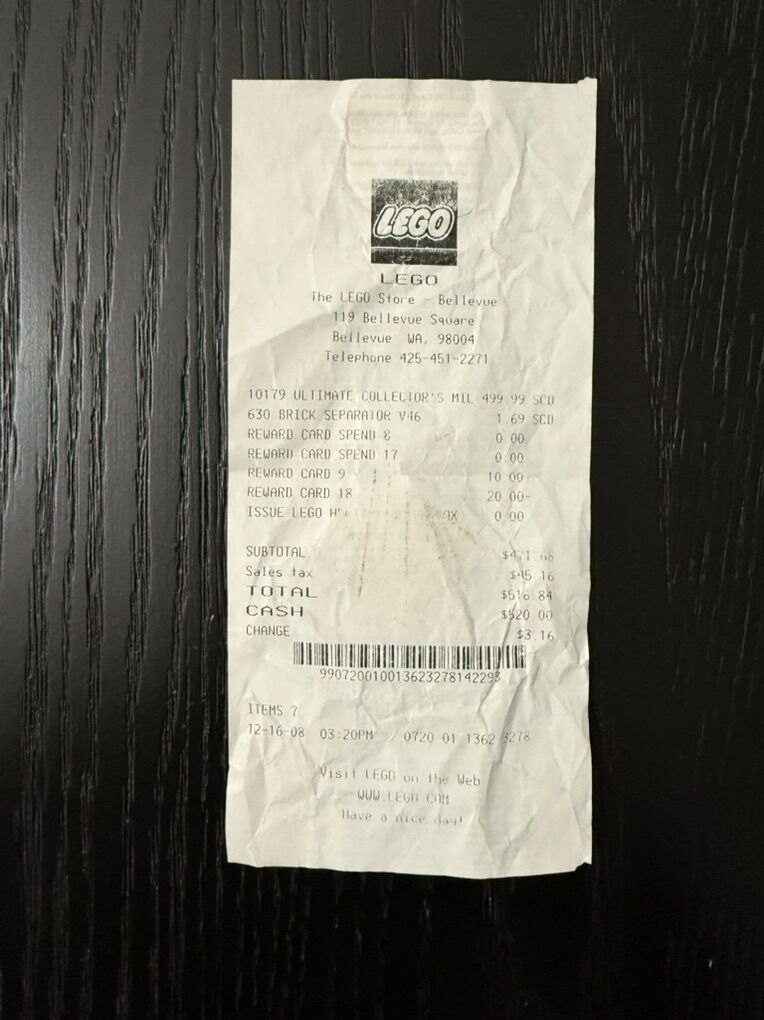 LEGO
LEGO
The LEGO Store - Bellevue
119 Bellevue Square
Bellevue WA, 98004
Telephone 425-451-2271
10179 ULTIMATE COLLECTOR'S MIL 499.99 SCD
630 BRICK SEPARATOR V46 1.69 SCD
REWARD CARD SPEND 8 0.00
REWARD CARD SPEND 17 0.00
REWARD CARD 9 10 00-
REWARD CARD 18 20 00-
ISSUE LEGO 0 00
SUBTOTAL $471 68
Sales tax $45 16
TOTAL $516 84
CASH $520.00
CHANGE $3.16
990720010013623278142293
ITEMS 7
12-16-08 03:20PM / 0720 01 1362 3278
Visit LEGO on the Web
WWW.LEGO.COM
Have a nice day!